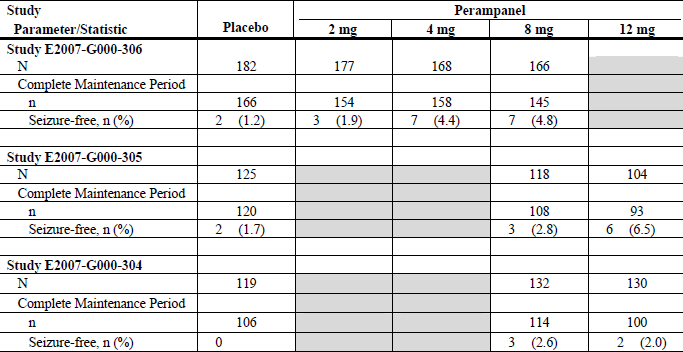 Study Perampanel
Parameter/Statistic Placebo 2 mg 4 mg 8 mg 12 mg
Study E2007-G000-306
N 182 177 168 166
Complete Maintenance Period
n 166 154 158 145
Seizure-free, n (%) 2 (1.2) 3 (1.9) 7 (4.4) 7 (4.8)
Study E2007-G000-305
N 125 118 104
Complete Maintenance Period
n 120 108 93
Seizure-free, n (%) 2 (1.7) 3 (2.8) 6 (6.5)
Study E2007-G000-304
N 119 132 130
Complete Maintenance Period
n 106 114 100
Seizure-free, n (%) 0 3 (2.6) 2 (2.0)